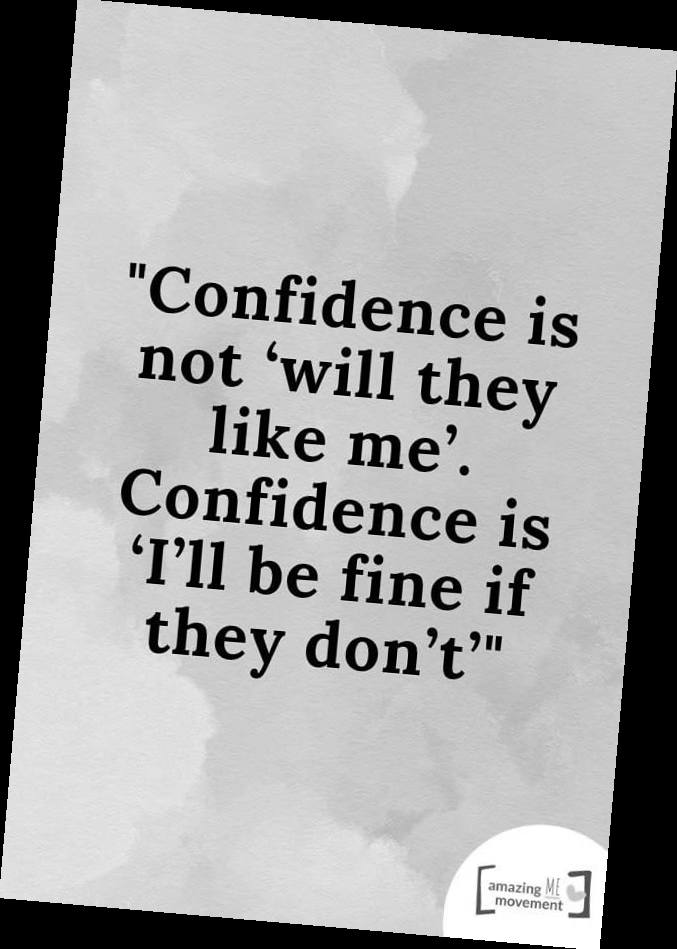 "Confidence is
not ‘will they
like me’.
Confidence is
‘I’ll be fine if
they don’t’"
amazing ME
movement